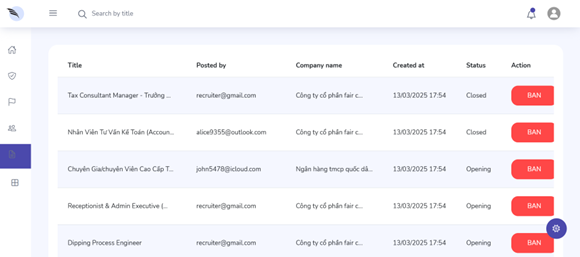 Search by title
Title Posted by Company name Created at Status Action
Tax Consultant Manager - Trưởng ... recruiter@gmail.com Công ty cổ phần fair c... 13/03/2025 17:54 Closed BAN
Nhân Viên Tư Vấn Kế Toán (Accoun... alice9355@outlook.com Công ty cổ phần fair c... 13/03/2025 17:54 Closed BAN
Chuyên Gia/chuyên Viên Cao Cấp T... john5478@icloud.com Ngân hàng tmcp quốc dâ... 13/03/2025 17:54 Opening BAN
Receptionist & Admin Executive (... recruiter@gmail.com Công ty cổ phần fair c... 13/03/2025 17:54 Opening BAN
Dipping Process Engineer recruiter@gmail.com Công ty cổ phần fair c... 13/03/2025 17:54 Opening BAN